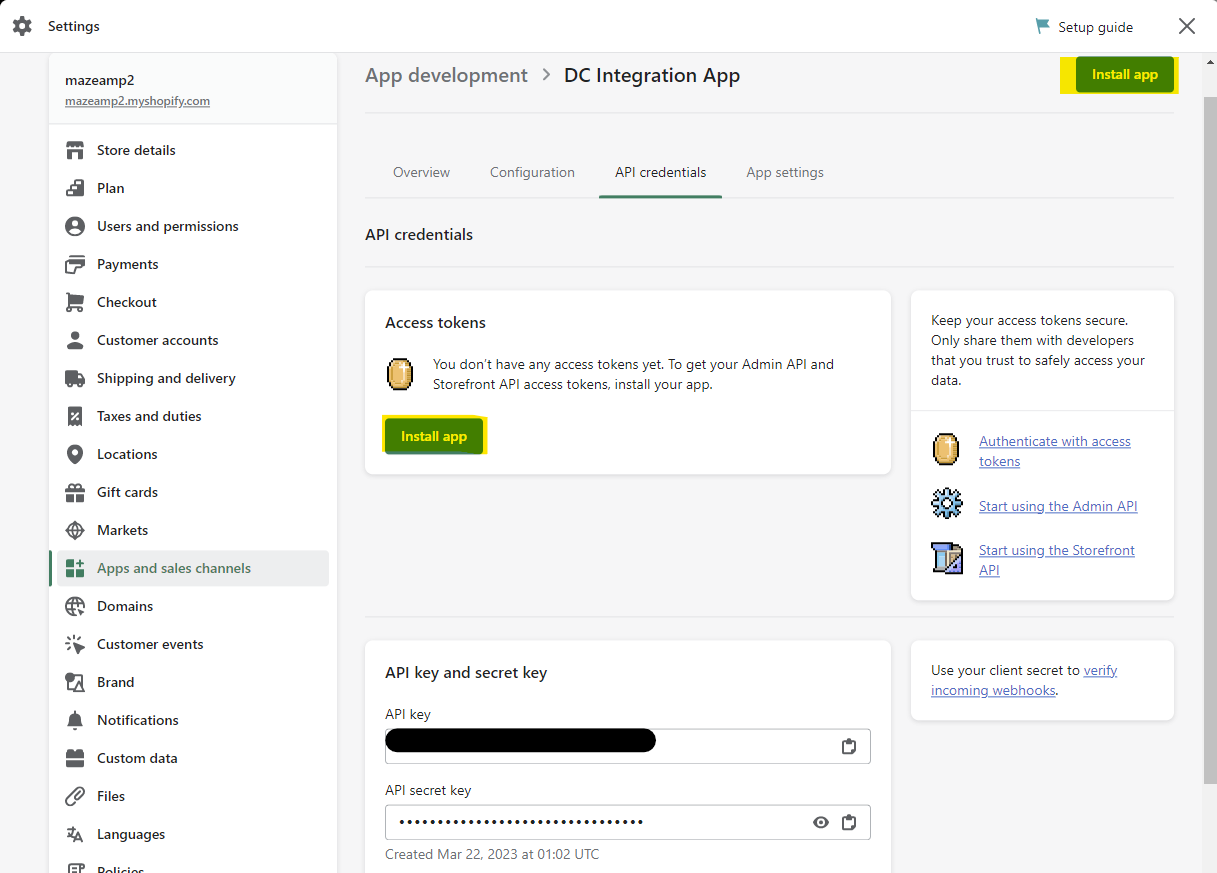 Settings
Setup guide
mazeamp2
mazeamp2.myshopify.com
Store details
Plan
Users and permissions
Payments
Checkout
Customer accounts
Shipping and delivery
Taxes and duties
Locations
Gift cards
Markets
Apps and sales channels
Domains
Customer events
Brand
Notifications
Custom data
Files
Languages
Policies
App development > DC Integration App
Install app
Overview
Configuration
API credentials
App settings
API credentials
Access tokens
You don't have any access tokens yet. To get your Admin API and
Storefront API access tokens, install your app.
Install app
Keep your access tokens secure.
Only share them with developers
that you trust to safely access your
data.
Authenticate with access
tokens
Start using the Admin API
Start using the Storefront
API
API key and secret key
API key
API secret key
•••••••••••••••••••••••••••••••
Created Mar 22, 2023 at 01:02 UTC
Use your client secret to verify
incoming webhooks.